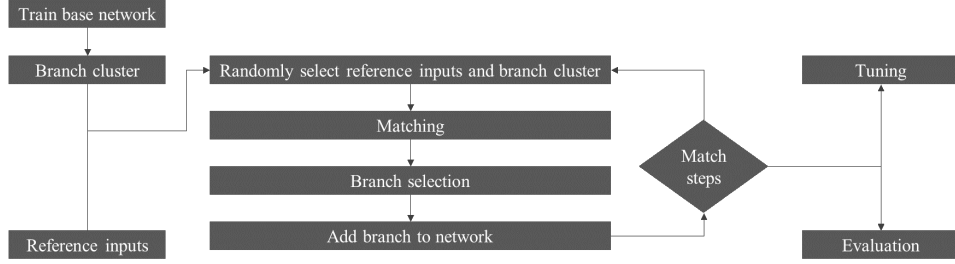 Train base network
Branch cluster
Reference inputs
Randomly select reference inputs and branch cluster
Matching
Branch selection
Add branch to network
Match
steps
Tuning
Evaluation